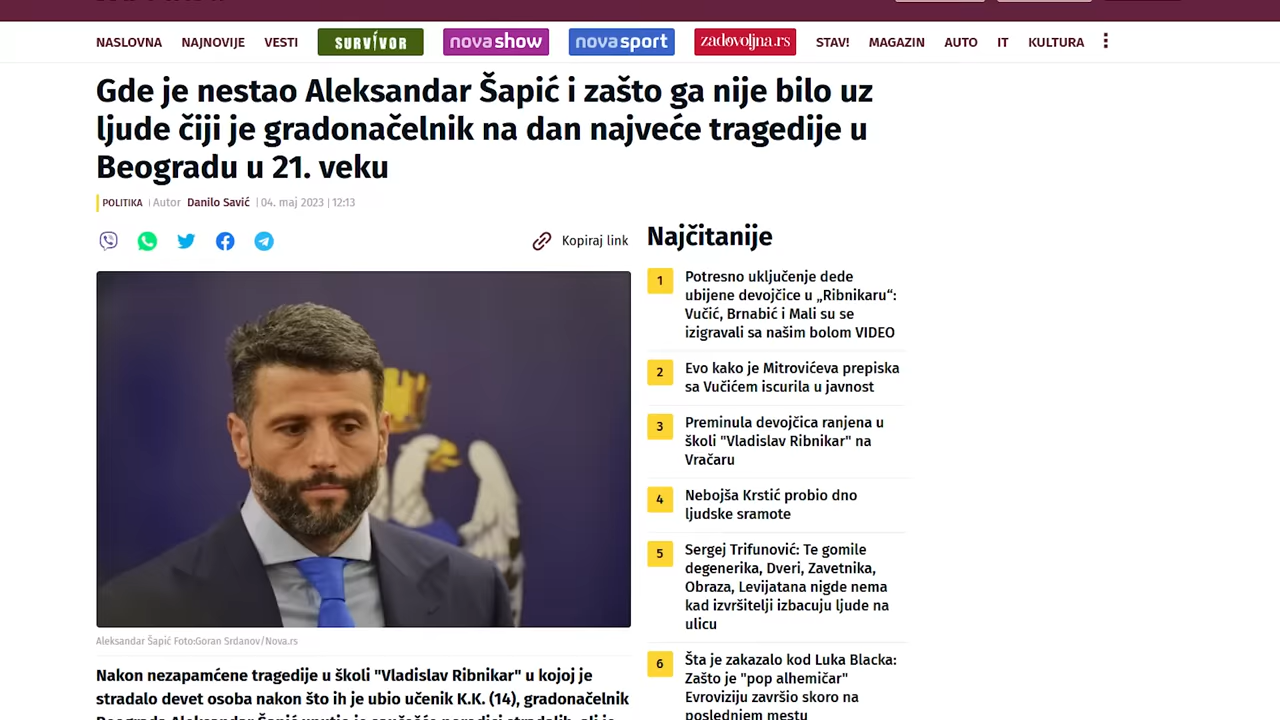 NASLOVNA NAJNOVIJE VESTI SURVIVOR nova show nova sport zadovoljna.rs STAV! MAGAZIN AUTO IT KULTURA
Gde je nestao Aleksandar Šapić i zašto ga nije bilo uz
ljude čiji je gradonačelnik na dan najveće tragedije u
Beogradu u 21. veku
POLITIKA | Autor Danilo Savić | 04. maj 2023 | 12:13
Kopiraj link
Aleksandar Šapić Foto:Goran Srdanov/Nova.rs
Nakon nezapamćene tragedije u školi "Vladislav Ribnikar" u kojoj je
stradalo devet osoba nakon što ih je ubio učenik K.K. (14), gradonačelnik
Najčitanije
1
Potresno uključenje dede
ubijene devojčice u „Ribnikaru“:
Vučić, Brnabić i Mali su se
izigravali sa našim bolom VIDEO
2
Evo kako je Mitrovićeva prepiska
sa Vučićem iscurila u javnost
3
Preminula devojčica ranjena u
školi "Vladislav Ribnikar" na
Vračaru
4
Nebojša Krstić probio dno
ljudske sramote
5
Sergej Trifunović: Te gomile
degenerika, Dveri, Zavetnika,
Obraza, Levijatana nigde nema
kad izvršitelji izbacuju ljude na
ulicu
6
Šta je zakazalo kod Luka Blacka:
Zašto je "pop alhemičar"
Evroviziju završio skoro na
poslednjem mestu